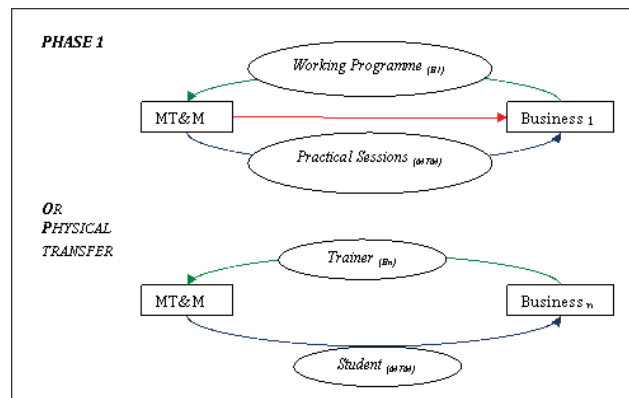 PHASE 1
Working Programme (B1)
MT&M
Business 1
Practical Sessions (MT&M)
OR
PHYSICAL
TRANSFER
Trainer (Bn)
MT&M
Business n
Student (MT&M)